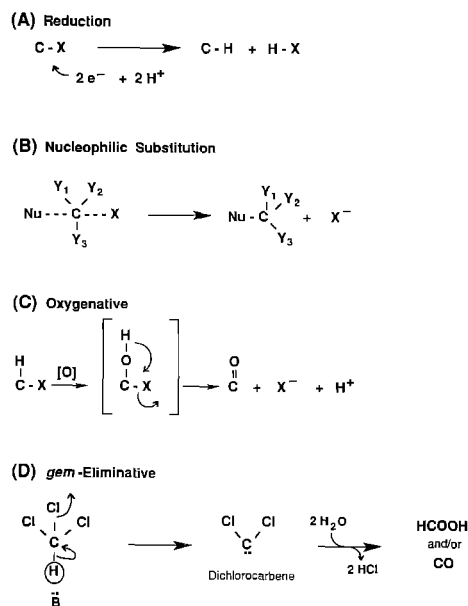 (A) Reduction
C - X → C - H + H - X
2 e⁻ + 2 H⁺
(B) Nucleophilic Substitution
Y₁ Y₂ Y₁ Y₂
Nu ---- C ---- X → Nu - C + X⁻
Y₃ Y₃
(C) Oxygenative
H
H O O
C - X [O] → C - X → C + X⁻ + H⁺
(D) gem -Eliminative
Cl
Cl Cl Cl Cl 2 H₂O HCOOH
C → C → and/or
H Dichlorocarbene 2 HCl CO
B